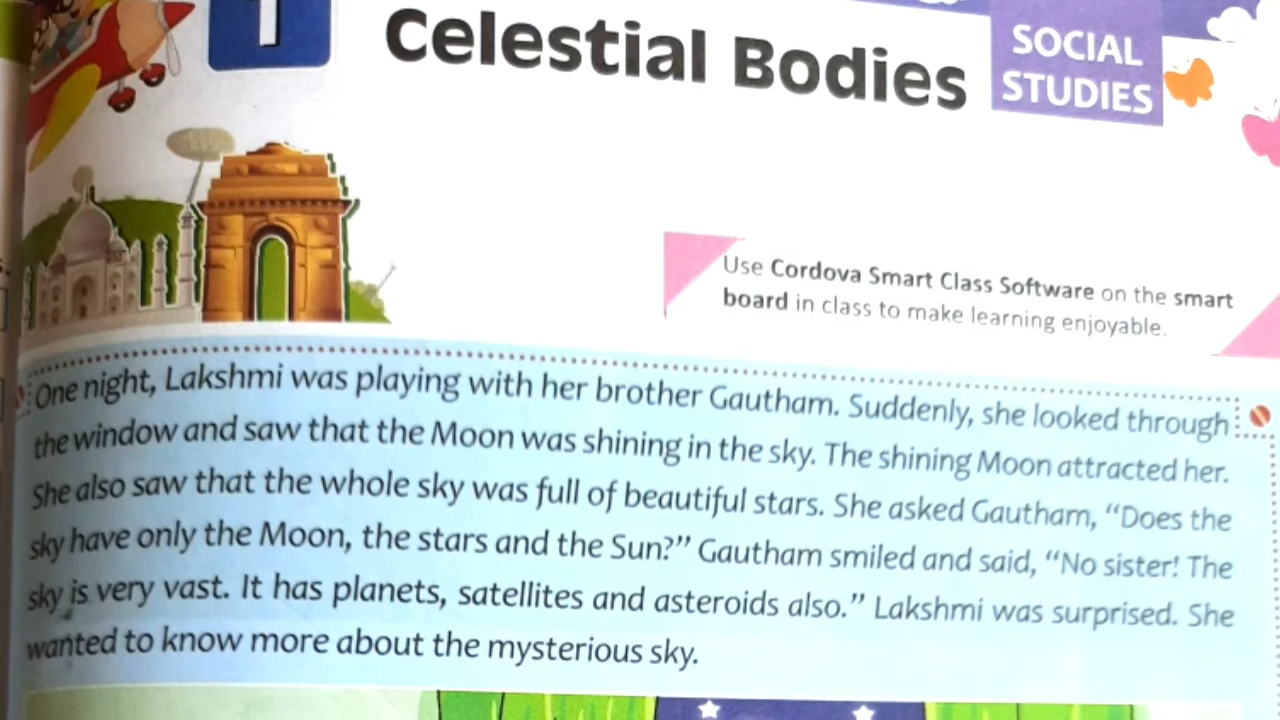 1
Celestial Bodies
SOCIAL
STUDIES
Use Cordova Smart Class Software on the smart
board in class to make learning enjoyable.
One night, Lakshmi was playing with her brother Gautham. Suddenly, she looked through
the window and saw that the Moon was shining in the sky. The shining Moon attracted her.
She also saw that the whole sky was full of beautiful stars. She asked Gautham, “Does the
sky have only the Moon, the stars and the Sun?” Gautham smiled and said, “No sister! The
sky is very vast. It has planets, satellites and asteroids also.” Lakshmi was surprised. She
wanted to know more about the mysterious sky.